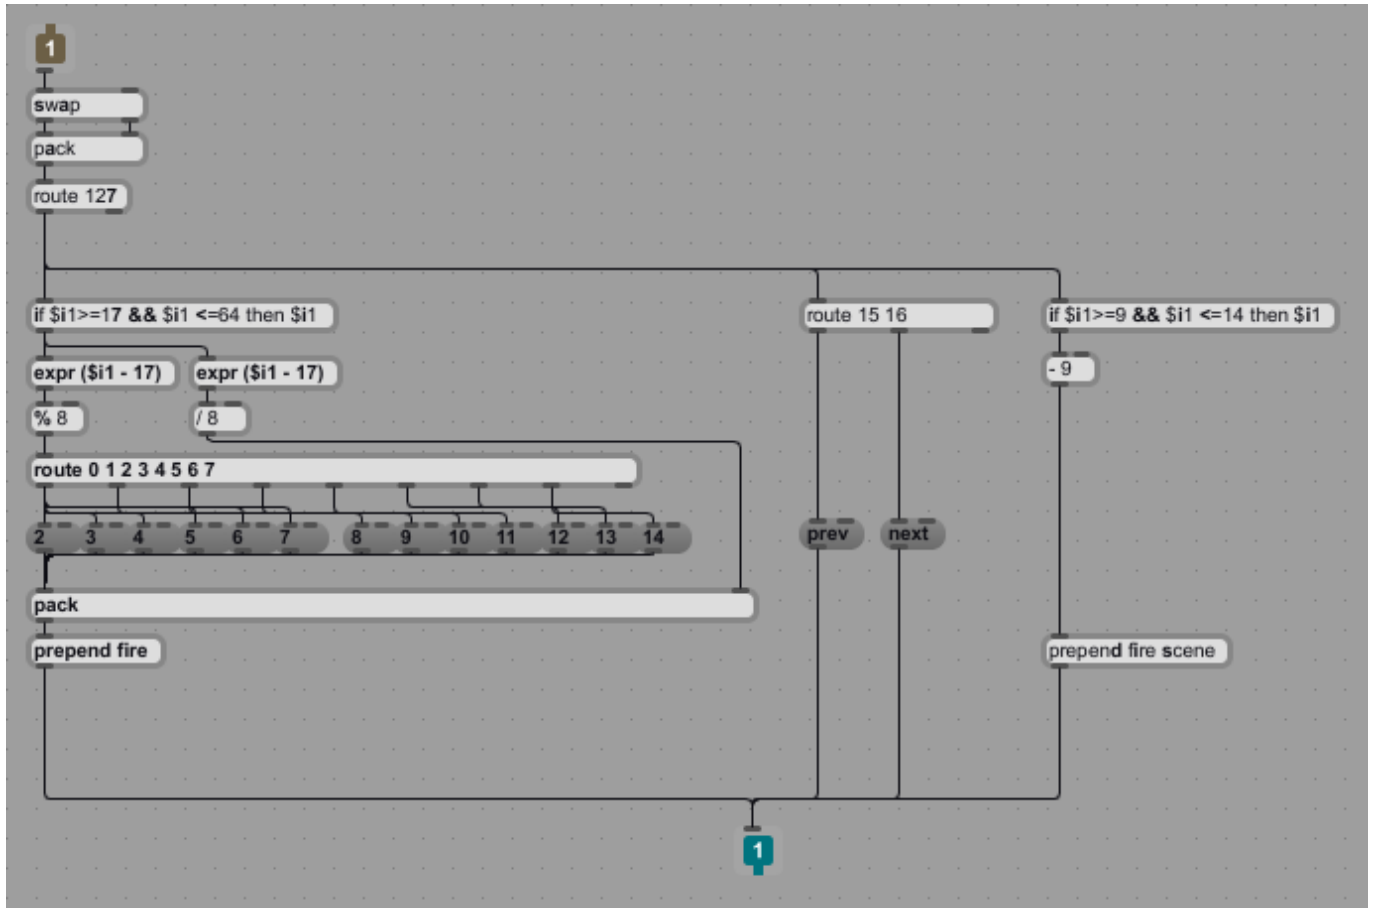 1
swap
pack
route 127
if $i1>=17 && $i1 <=64 then $i1
route 15 16
if $i1>=9 && $i1 <=14 then $i1
expr ($i1 - 17)
expr ($i1 - 17)
- 9
% 8
/ 8
route 0 1 2 3 4 5 6 7
2 3 4 5 6 7 8 9 10 11 12 13 14
prev
next
pack
prepend fire
prepend fire scene
1